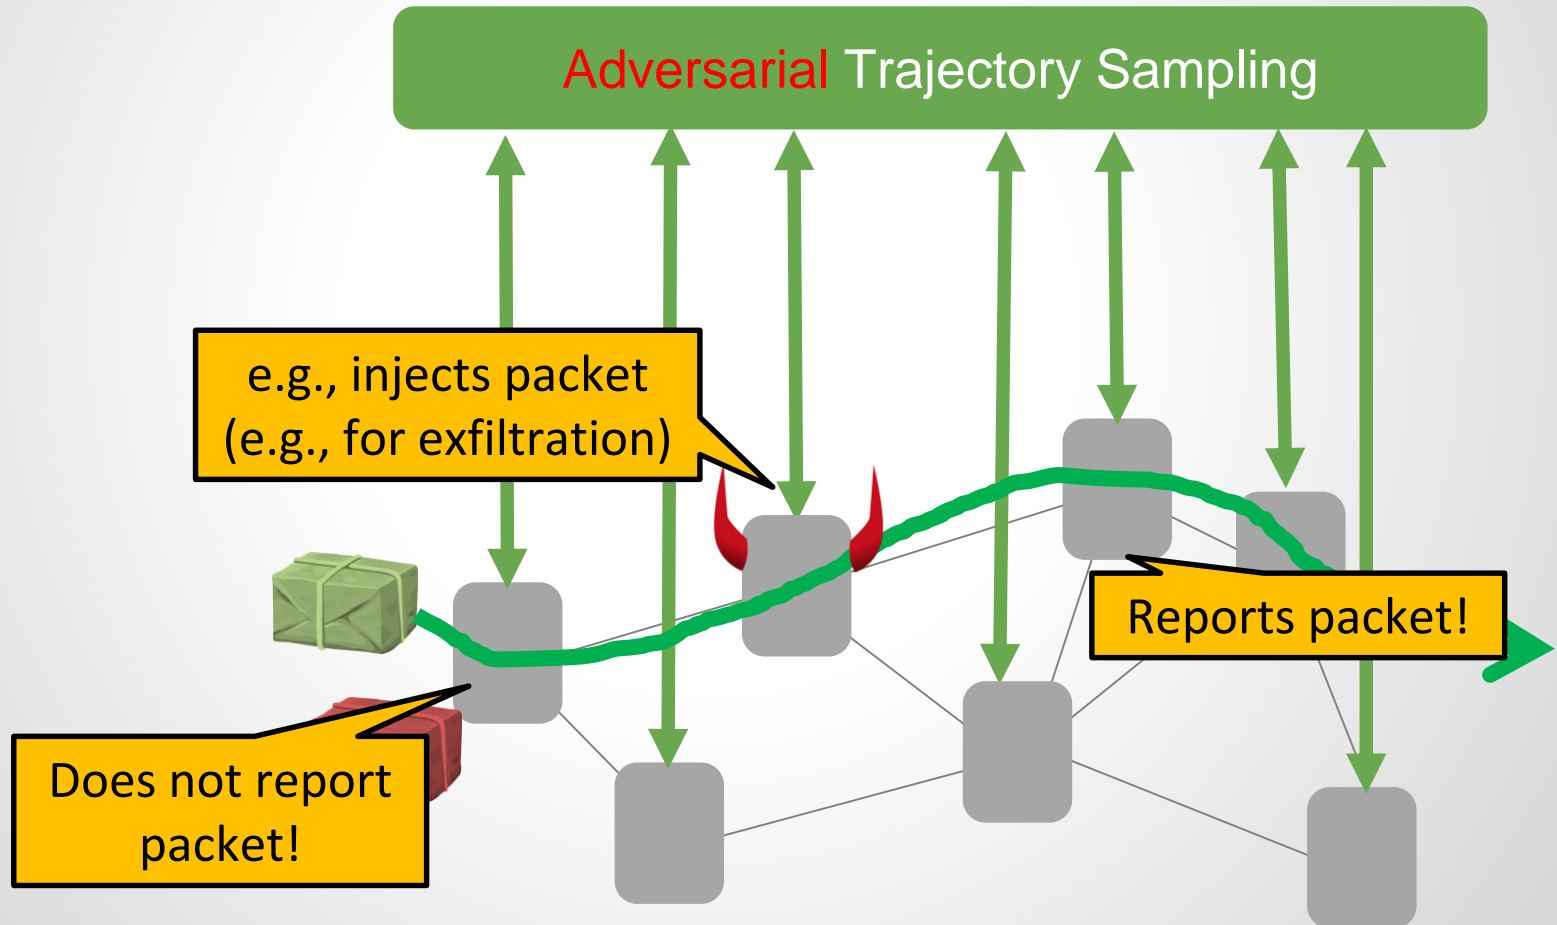 Adversarial Trajectory Sampling
e.g., injects packet
(e.g., for exfiltration)
Reports packet!
Does not report
packet!